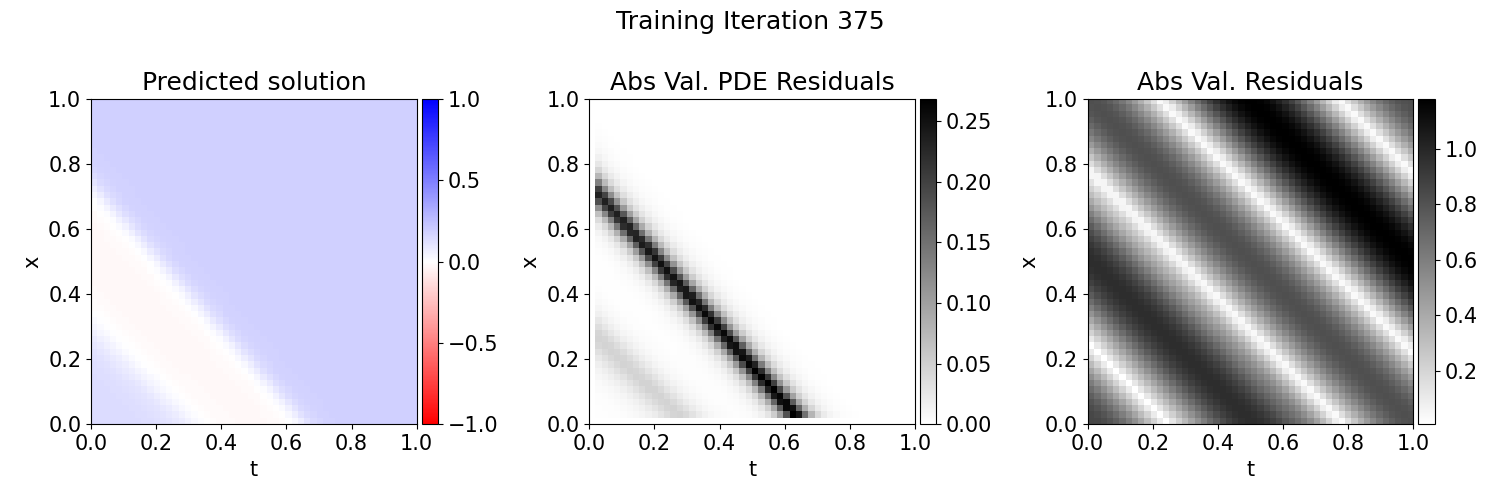 Training Iteration 375
Predicted solution
Abs Val. PDE Residuals
Abs Val. Residuals
1.0
0.8
0.6
0.4
0.2
0.0
x
0.0 0.2 0.4 0.6 0.8 1.0
t
1.0
0.5
0.0
−0.5
−1.0
1.0
0.8
0.6
0.4
0.2
0.0
x
0.0 0.2 0.4 0.6 0.8 1.0
t
0.25
0.20
0.15
0.10
0.05
0.00
1.0
0.8
0.6
0.4
0.2
0.0
x
0.0 0.2 0.4 0.6 0.8 1.0
t
1.0
0.8
0.6
0.4
0.2